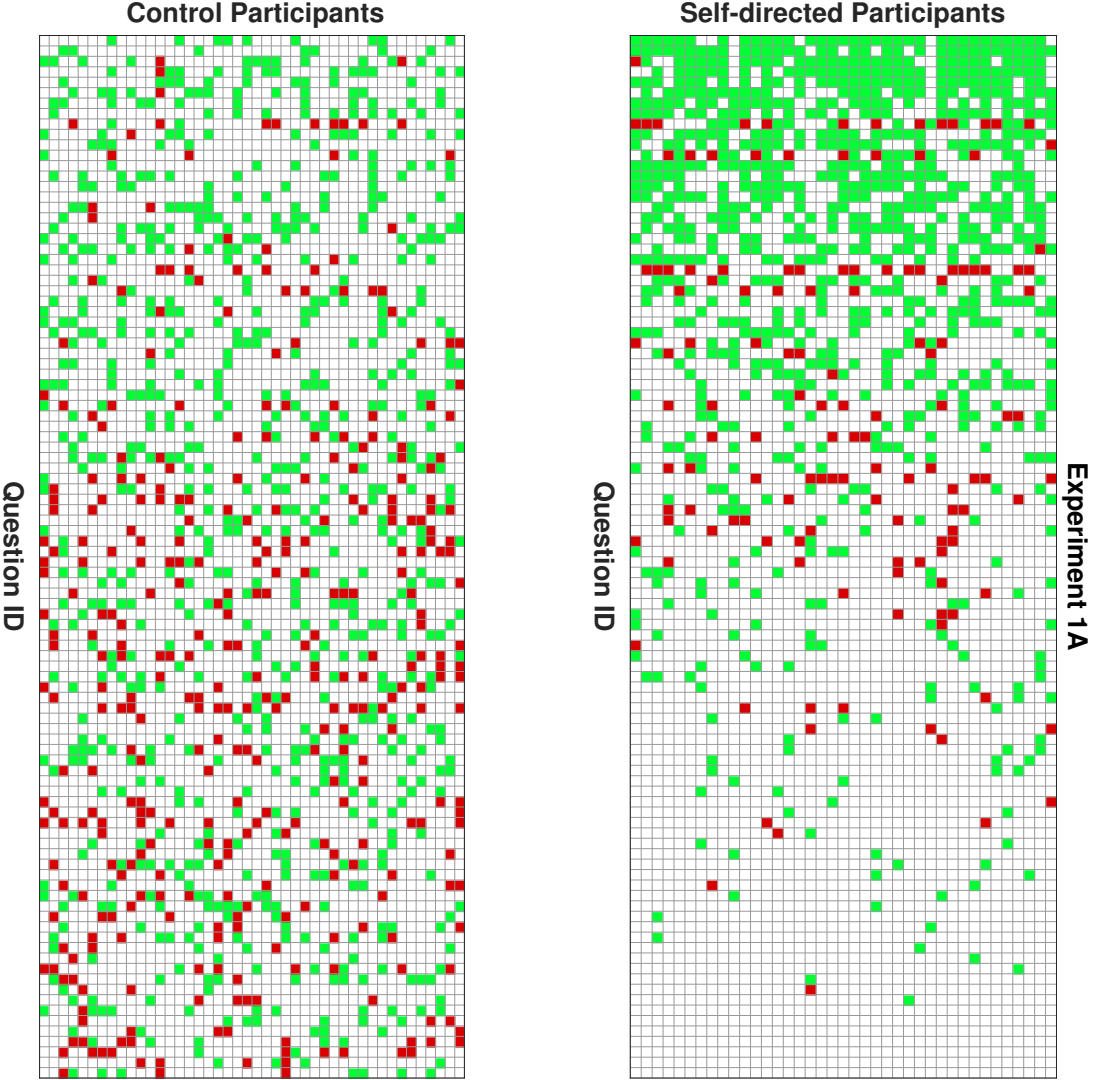 Control Participants
Self-directed Participants
Question ID
Question ID
Experiment 1A